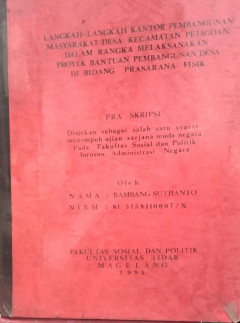 LANGKAH-LANGKAH KANTOR PEMBANGUNAN
MASYARAKAT DESA KECAMATAN PEJAGOAN
DALAM RANGKA MELAKSANAKAN
PROYEK BANTUAN PEMBANGUNAN DESA
DI BIDANG PRASARANA FISIK
PRA SKRIPSI
Diajukan sebagai salah satu syarat
menempuh ujian sarjana muda negara
Pada Fakultas Sosial dan Politik
Jurusan Administrasi Negara
Oleh
NAMA : BAMBANG SUTJIANTO
NIRM :
FAKULTAS SOSIAL DAN POLITIK
UNIVERSITAS TIDAR
MAGELANG